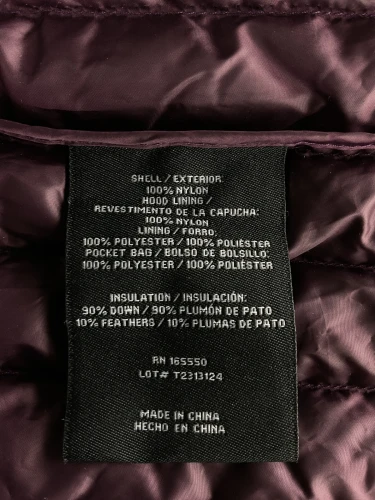 SHELL / EXTERIOR:
100% NYLON
HOOD LINING /
REVESTIMENTO DE LA CAPUCHA:
100% NYLON
LINING / FORRO:
100% POLYESTER / 100% POLIÈSTER
POCKET BAG / BOLSO DE BOLSILLO:
100% POLYESTER / 100% POLIÈSTER
INSULATION / INSULACIÓN:
90% DOWN / 90% PLUMÓN DE PATO
10% FEATHERS / 10% PLUMAS DE PATO
RN 165550
LOT# T2313124
MADE IN CHINA
HECHO EN CHINA